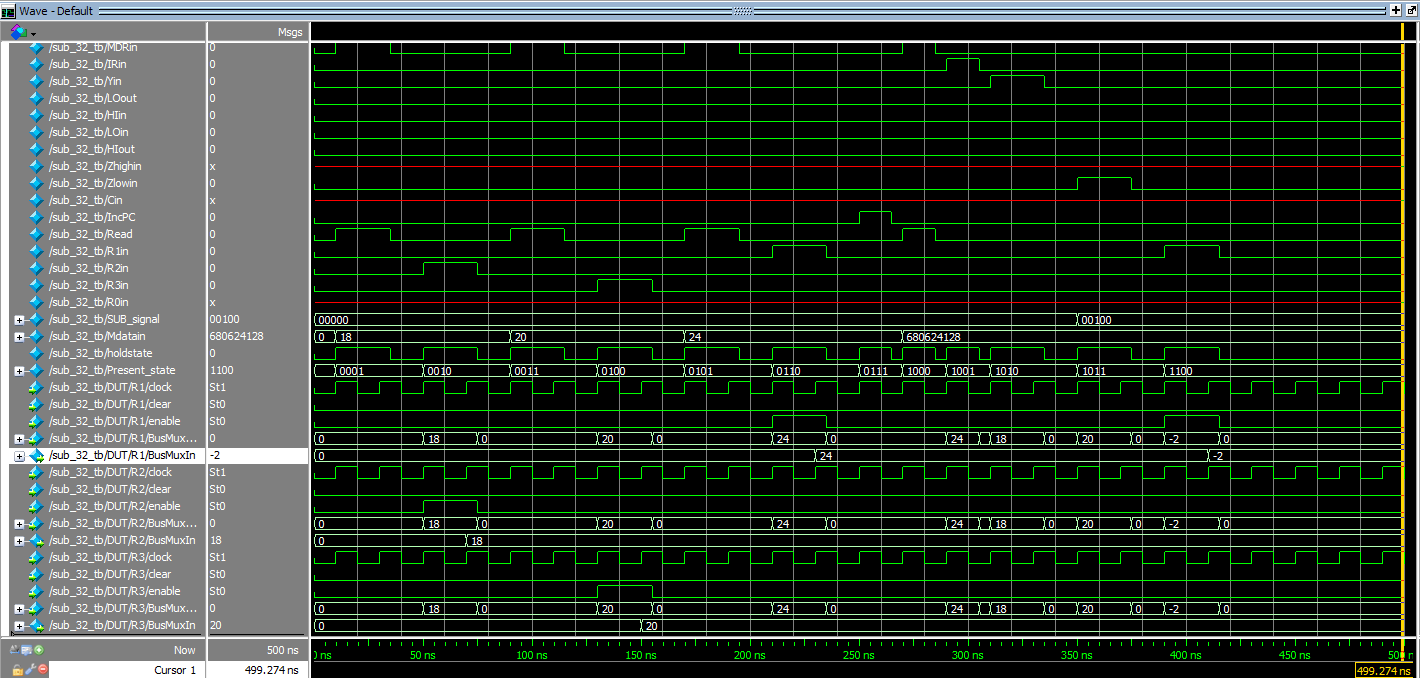 Wave - Default
Msgs
/sub_32_tb/MDRin 0
/sub_32_tb/IRin 0
/sub_32_tb/Yin 0
/sub_32_tb/LOout 0
/sub_32_tb/HIin 0
/sub_32_tb/LOin 0
/sub_32_tb/HIout 0
/sub_32_tb/Zhighin x
/sub_32_tb/Zlowin 0
/sub_32_tb/Cin x
/sub_32_tb/IncPC 0
/sub_32_tb/Read 0
/sub_32_tb/R1in 0
/sub_32_tb/R2in 0
/sub_32_tb/R3in 0
/sub_32_tb/R0in x
/sub_32_tb/SUB_signal 00100 00000 00100
/sub_32_tb/Mdatain 680624128 0 18 20 24 680624128
/sub_32_tb/holdstate 0
/sub_32_tb/Present_state 1100 0001 0010 0011 0100 0101 0110 0111 1000 1001 1010 1011 1100
/sub_32_tb/DUT/R1/clock St1
/sub_32_tb/DUT/R1/clear St0
/sub_32_tb/DUT/R1/enable St0
/sub_32_tb/DUT/R1/BusMux... 0 0 18 0 20 0 24 0 24 18 0 20 0 -2 0
/sub_32_tb/DUT/R1/BusMuxIn -2 0 24 -2
/sub_32_tb/DUT/R2/clock St1
/sub_32_tb/DUT/R2/clear St0
/sub_32_tb/DUT/R2/enable St0
/sub_32_tb/DUT/R2/BusMux... 0 0 18 0 20 0 24 0 24 18 0 20 0 -2 0
/sub_32_tb/DUT/R2/BusMuxIn 18 0 18
/sub_32_tb/DUT/R3/clock St1
/sub_32_tb/DUT/R3/clear St0
/sub_32_tb/DUT/R3/enable St0
/sub_32_tb/DUT/R3/BusMux... 0 0 18 0 20 0 24 0 24 18 0 20 0 -2 0
/sub_32_tb/DUT/R3/BusMuxIn 20 0 20
Now 500 ns 50 ns 100 ns 150 ns 200 ns 250 ns 300 ns 350 ns 400 ns 450 ns
Cursor 1 499.274 ns 499.274 ns